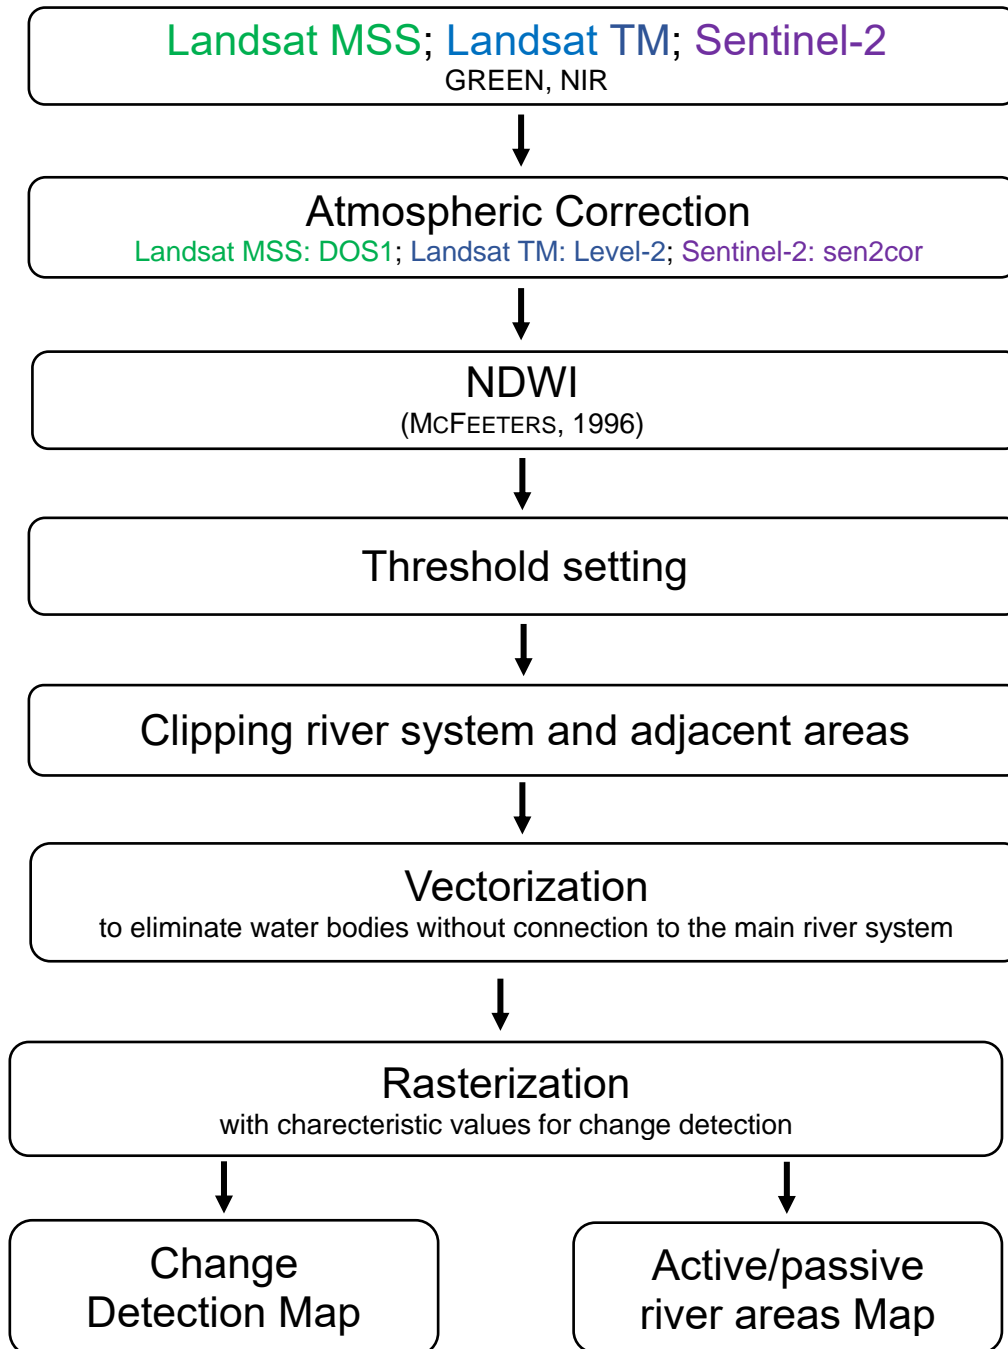 Landsat MSS; Landsat TM; Sentinel-2
GREEN, NIR
Atmospheric Correction
Landsat MSS: DOS1; Landsat TM: Level-2; Sentinel-2: sen2cor
NDWI
(MCFEETERS, 1996)
Threshold setting
Clipping river system and adjacent areas
Vectorization
to eliminate water bodies without connection to the main river system
Rasterization
with charecteristic values for change detection
Change
Detection Map
Active/passive
river areas Map